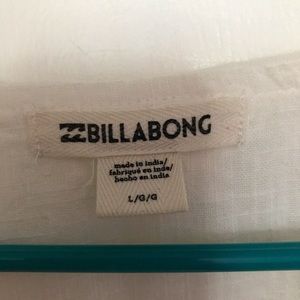 BILLABONG
made in india/
fabriqué en inde/
hecho en india
L/G/G